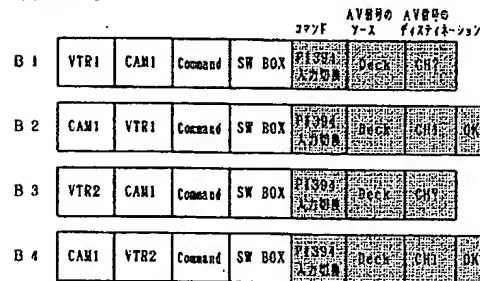 コマンド AV信号の ソース AV信号の ディスティネーション
B 1 VTR1 CAM1 Command SW BOX P1394 入力切換 Deck CH?
B 2 CAM1 VTR1 Command SW BOX P1394 入力切換 Deck CH1 OK
B 3 VTR2 CAM1 Command SW BOX P1394 入力切換 Deck CH?
B 4 CAM1 VTR2 Command SW BOX P1394 入力切換 Deck CH1 OK